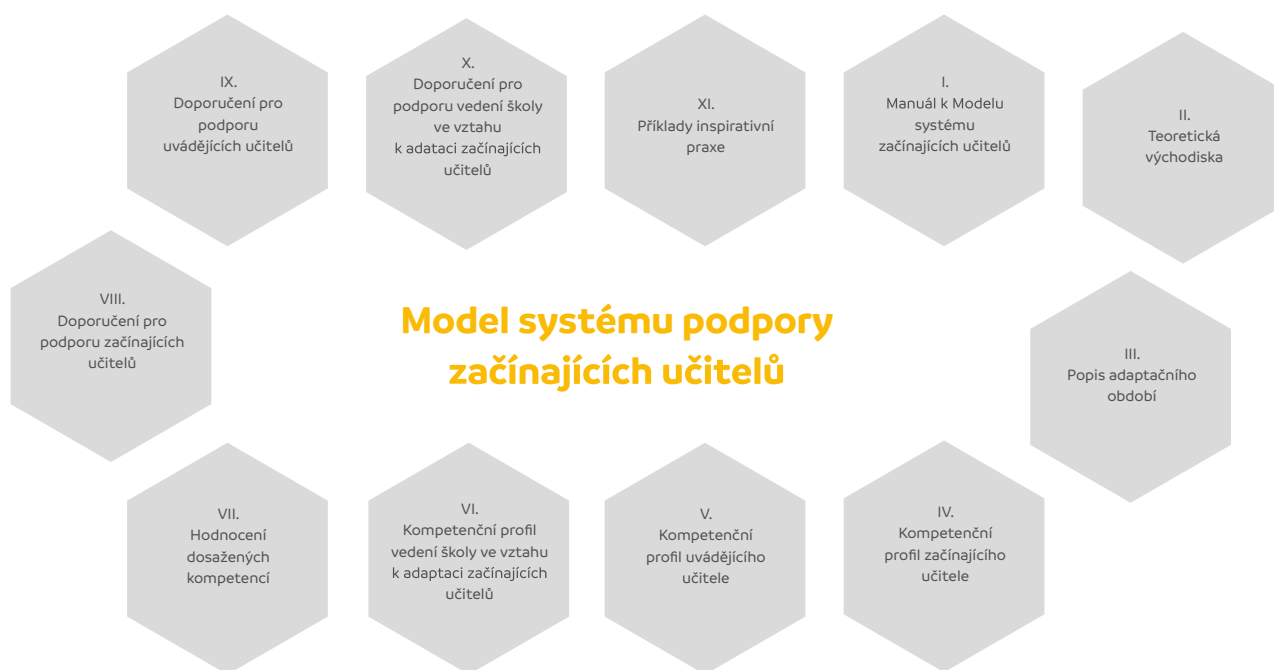 IX.
Doporučení pro
podporu
uvádějících učitelů
X.
Doporučení pro
podporu vedení školy
ve vztahu
k adataci začínajících
učitelů
XI.
Příklady inspirativní
praxe
I.
Manuál k Modelu
systému
začínajících učitelů
II.
Teoretická
východiska
VIII.
Doporučení pro
podporu začínajících
učitelů
Model systému podpory
začínajících učitelů
III.
Popis adaptačního
období
VII.
Hodnocení
dosažených
kompetencí
VI.
Kompetenční profil
vedení školy ve vztahu
k adaptaci začínajících
učitelů
V.
Kompetenční
profil uvádějícího
učitele
IV.
Kompetenční
profil začínajícího
učitele